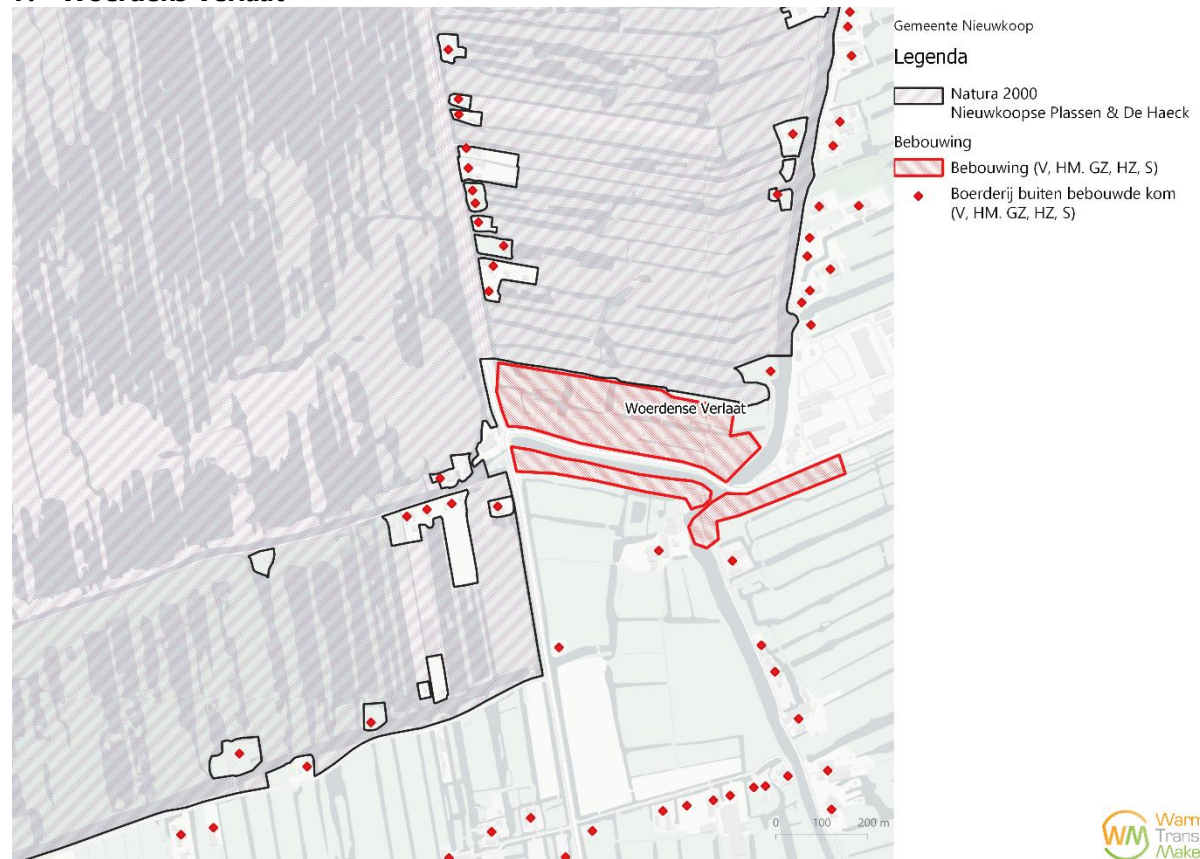 Gemeente Nieuwkoop
Legenda
Natura 2000
Nieuwkoopse Plassen & De Haeck
Bebouwing
Bebouwing (V, HM. GZ, HZ, S)
Boerderij buiten bebouwde kom
(V, HM. GZ, HZ, S)
Woerdense Verlaat
0 100 200 m
WM